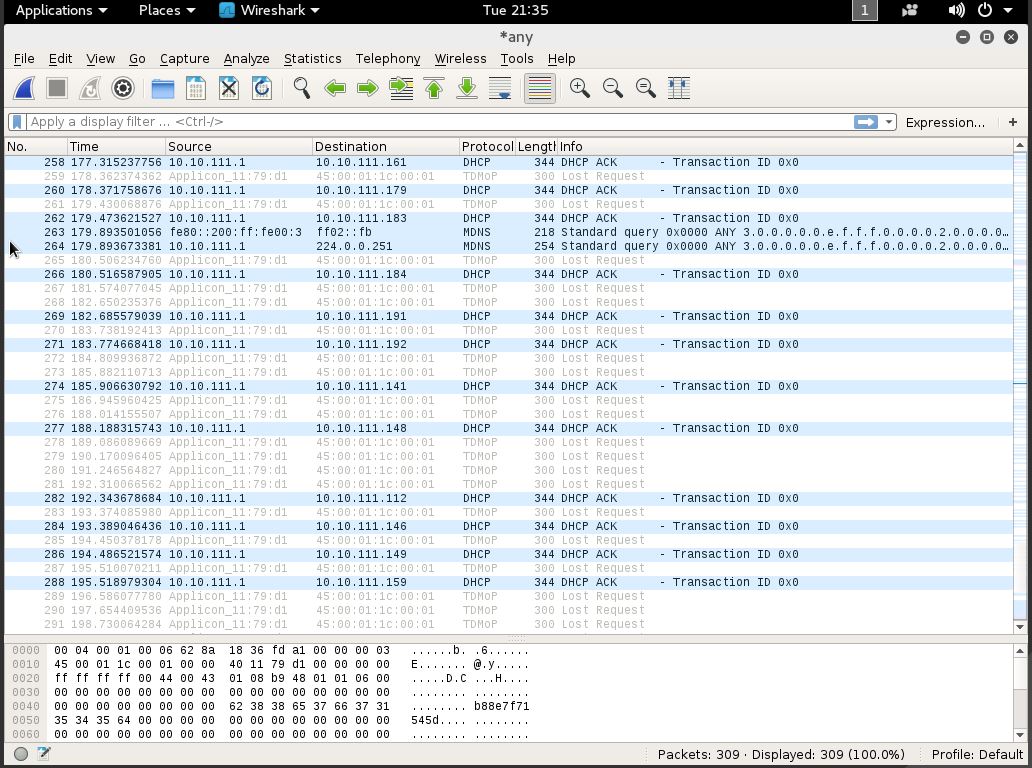 Applications Places Wireshark Tue 21:35 1
*any
File Edit View Go Capture Analyze Statistics Telephony Wireless Tools Help
Apply a display filter ... <Ctrl-/> Expression... +
No. Time Source Destination Protocol Length Info
258 177.315237756 10.10.111.1 10.10.111.161 DHCP 344 DHCP ACK - Transaction ID 0x0
259 178.362374362 Applicon_11:79:d1 45:00:01:1c:00:01 TDMoP 300 Lost Request
260 178.371758676 10.10.111.1 10.10.111.179 DHCP 344 DHCP ACK - Transaction ID 0x0
261 179.430068876 Applicon_11:79:d1 45:00:01:1c:00:01 TDMoP 300 Lost Request
262 179.473621527 10.10.111.1 10.10.111.183 DHCP 344 DHCP ACK - Transaction ID 0x0
263 179.893501056 fe80::200:ff:fe00:3 ff02::fb MDNS 218 Standard query 0x0000 ANY 3.0.0.0.0.0.e.f.f.f.0.0.0.0.2.0.0.0.0…
264 179.893673381 10.10.111.1 224.0.0.251 MDNS 254 Standard query 0x0000 ANY 3.0.0.0.0.0.e.f.f.f.0.0.0.0.2.0.0.0.0…
265 180.506234760 Applicon_11:79:d1 45:00:01:1c:00:01 TDMoP 300 Lost Request
266 180.516587905 10.10.111.1 10.10.111.184 DHCP 344 DHCP ACK - Transaction ID 0x0
267 181.574077045 Applicon_11:79:d1 45:00:01:1c:00:01 TDMoP 300 Lost Request
268 182.650235376 Applicon_11:79:d1 45:00:01:1c:00:01 TDMoP 300 Lost Request
269 182.685579039 10.10.111.1 10.10.111.191 DHCP 344 DHCP ACK - Transaction ID 0x0
270 183.738192413 Applicon_11:79:d1 45:00:01:1c:00:01 TDMoP 300 Lost Request
271 183.774668418 10.10.111.1 10.10.111.192 DHCP 344 DHCP ACK - Transaction ID 0x0
272 184.809936872 Applicon_11:79:d1 45:00:01:1c:00:01 TDMoP 300 Lost Request
273 185.882110713 Applicon_11:79:d1 45:00:01:1c:00:01 TDMoP 300 Lost Request
274 185.906630792 10.10.111.1 10.10.111.141 DHCP 344 DHCP ACK - Transaction ID 0x0
275 186.945960425 Applicon_11:79:d1 45:00:01:1c:00:01 TDMoP 300 Lost Request
276 188.014155507 Applicon_11:79:d1 45:00:01:1c:00:01 TDMoP 300 Lost Request
277 188.188315743 10.10.111.1 10.10.111.148 DHCP 344 DHCP ACK - Transaction ID 0x0
278 189.086089669 Applicon_11:79:d1 45:00:01:1c:00:01 TDMoP 300 Lost Request
279 190.170096405 Applicon_11:79:d1 45:00:01:1c:00:01 TDMoP 300 Lost Request
280 191.246564827 Applicon_11:79:d1 45:00:01:1c:00:01 TDMoP 300 Lost Request
281 192.310066562 Applicon_11:79:d1 45:00:01:1c:00:01 TDMoP 300 Lost Request
282 192.343678684 10.10.111.1 10.10.111.112 DHCP 344 DHCP ACK - Transaction ID 0x0
283 193.374085980 Applicon_11:79:d1 45:00:01:1c:00:01 TDMoP 300 Lost Request
284 193.389046436 10.10.111.1 10.10.111.146 DHCP 344 DHCP ACK - Transaction ID 0x0
285 194.450378178 Applicon_11:79:d1 45:00:01:1c:00:01 TDMoP 300 Lost Request
286 194.486521574 10.10.111.1 10.10.111.149 DHCP 344 DHCP ACK - Transaction ID 0x0
287 195.510070211 Applicon_11:79:d1 45:00:01:1c:00:01 TDMoP 300 Lost Request
288 195.518979304 10.10.111.1 10.10.111.159 DHCP 344 DHCP ACK - Transaction ID 0x0
289 196.586077780 Applicon_11:79:d1 45:00:01:1c:00:01 TDMoP 300 Lost Request
290 197.654409536 Applicon_11:79:d1 45:00:01:1c:00:01 TDMoP 300 Lost Request
291 198.730064284 Applicon_11:79:d1 45:00:01:1c:00:01 TDMoP 300 Lost Request
0000 00 04 00 01 00 06 62 8a 18 36 fd a1 00 00 00 03 ......b. .6......
0010 45 00 01 1c 00 01 00 00 40 11 79 d1 00 00 00 00 E....... @.y.....
0020 ff ff ff ff 00 44 00 43 01 08 b9 48 01 01 06 00 .....D.C ...H....
0030 00 00 00 00 00 00 00 00 00 00 00 00 00 00 00 00 ........ ........
0040 00 00 00 00 00 00 00 00 62 38 38 65 37 66 37 31 ........ b88e7f71
0050 35 34 35 64 00 00 00 00 00 00 00 00 00 00 00 00 545d.... ........
0060 00 00 00 00 00 00 00 00 00 00 00 00 00 00 00 00 ........ ........
Packets: 309 · Displayed: 309 (100.0%) Profile: Default